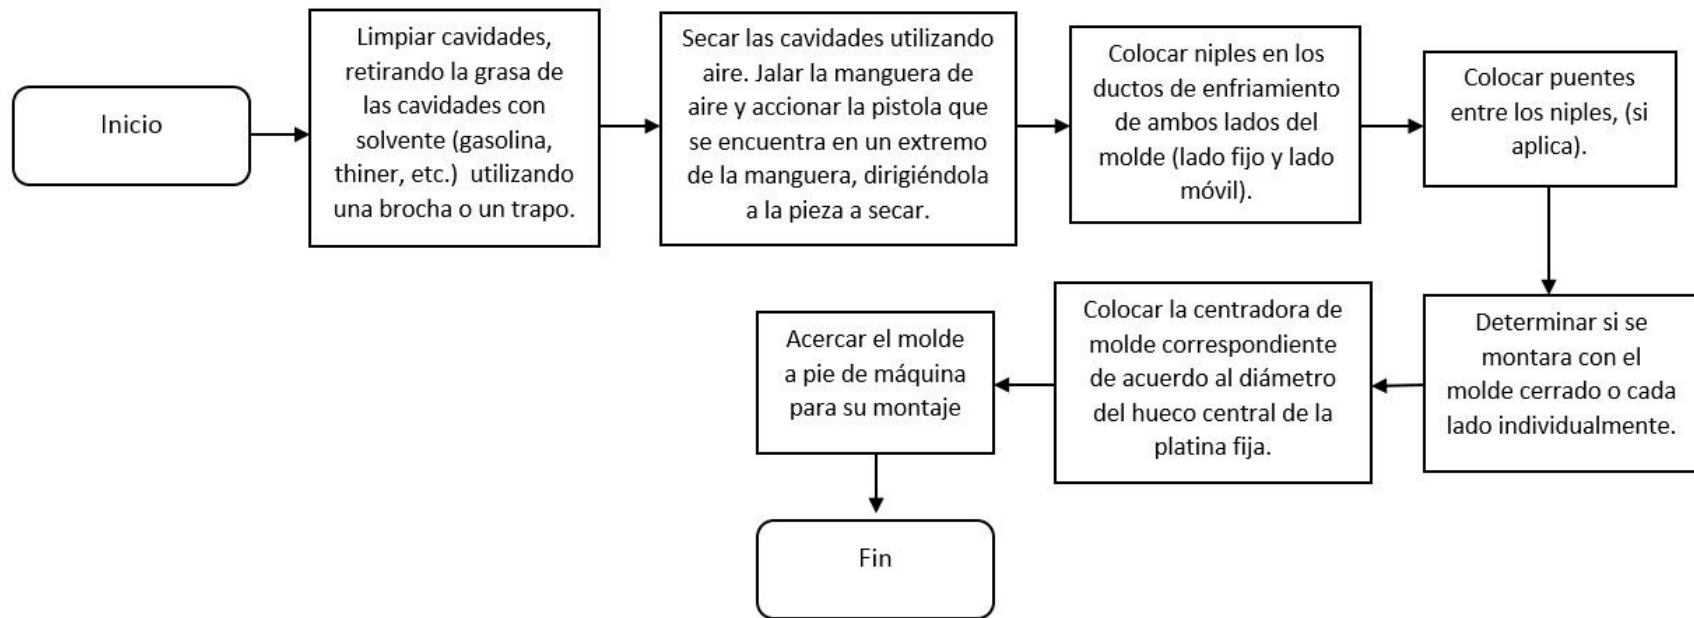 Inicio
Limpiar cavidades,
retirando la grasa de
las cavidades con
solvente (gasolina,
thiner, etc.) utilizando
una brocha o un trapo.
Secar las cavidades utilizando
aire. Jalar la manguera de
aire y accionar la pistola que
se encuentra en un extremo
de la manguera, dirigiéndola
a la pieza a secar.
Colocar niples en los
ductos de enfriamiento
de ambos lados del
molde (lado fijo y lado
móvil).
Colocar puentes
entre los niples, (si
aplica).
Determinar si se
montara con el
molde cerrado o cada
lado individualmente.
Colocar la centradora de
molde correspondiente
de acuerdo al diámetro
del hueco central de la
platina fija.
Acercar el molde
a pie de máquina
para su montaje
Fin